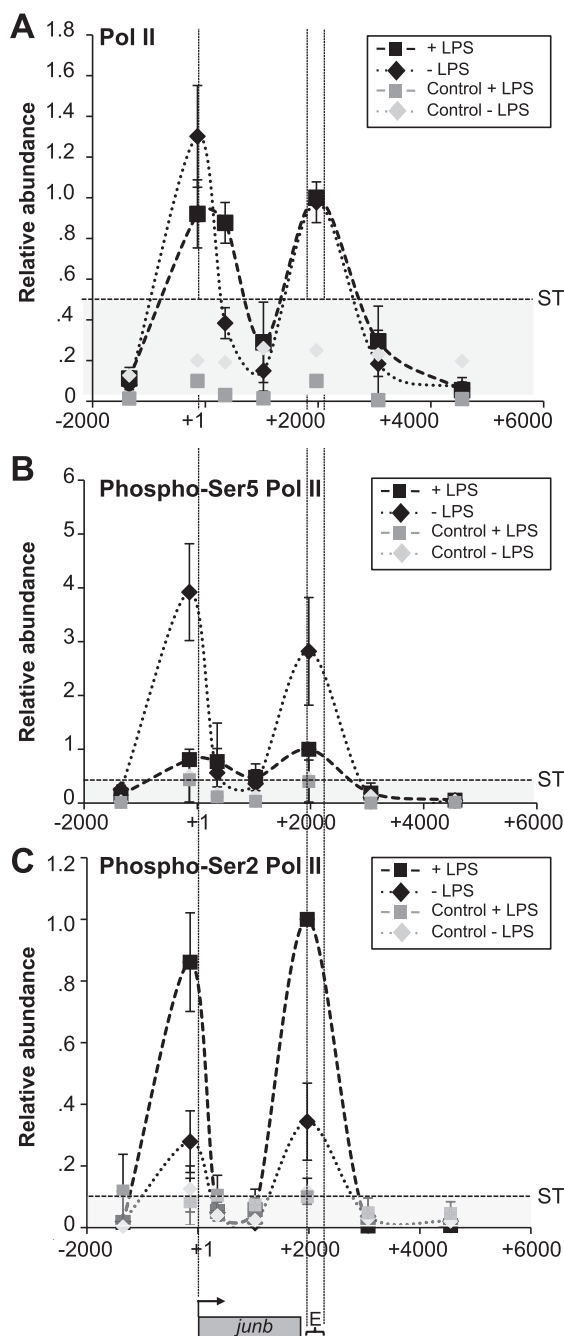 A
Pol II
1.8
1.6
1.4
1.2
1.0
.8
.6
.4
.2
0
Relative abundance
+ LPS
- LPS
Control + LPS
Control - LPS
ST
-2000
+1
+2000
+4000
+6000
B
Phospho-Ser5 Pol II
6
5
4
3
2
1
0
Relative abundance
+ LPS
- LPS
Control + LPS
Control - LPS
ST
-2000
+1
+2000
+4000
+6000
C
Phospho-Ser2 Pol II
1.2
1.0
.8
.6
.4
.2
0
Relative abundance
+ LPS
- LPS
Control + LPS
Control - LPS
ST
-2000
+1
+2000
+4000
+6000
junb
E